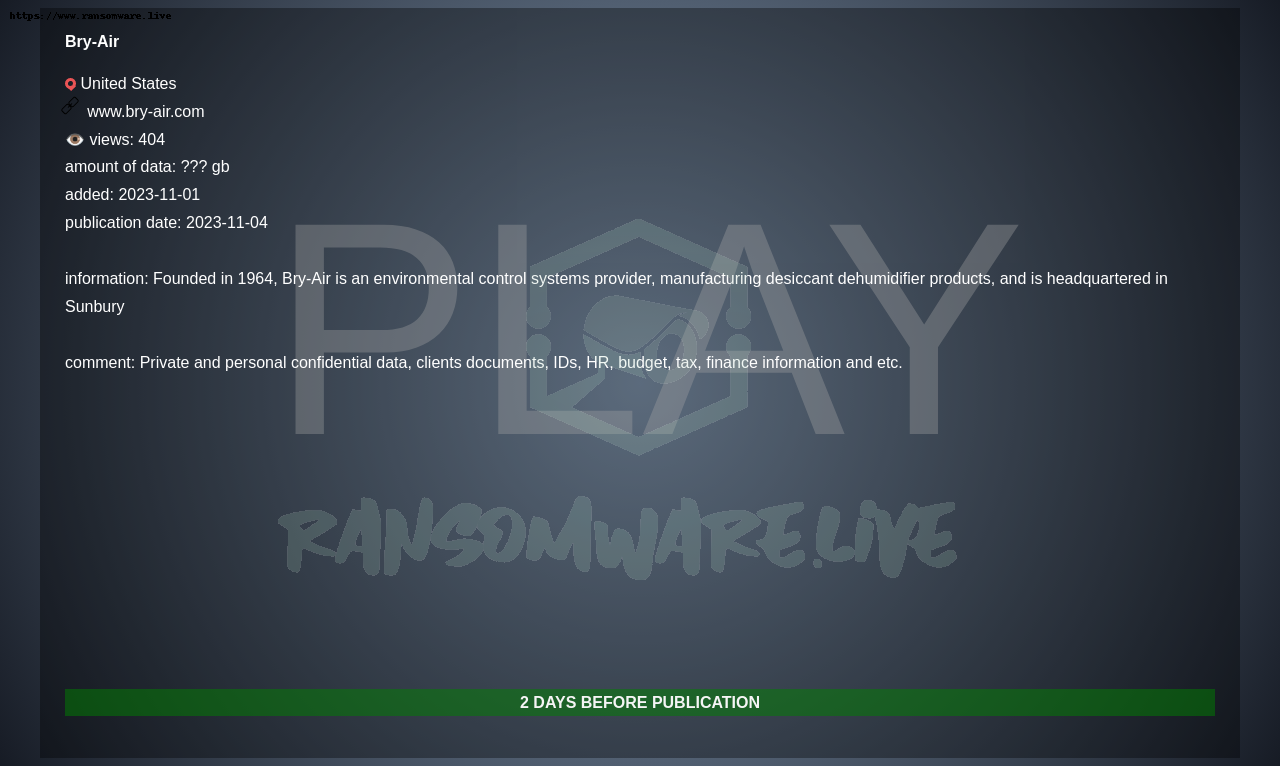 https://www.ransomware.live
Bry-Air
United States
www.bry-air.com
views: 404
amount of data: ??? gb
added: 2023-11-01
publication date: 2023-11-04
information: Founded in 1964, Bry-Air is an environmental control systems provider, manufacturing desiccant dehumidifier products, and is headquartered in
Sunbury
comment: Private and personal confidential data, clients documents, IDs, HR, budget, tax, finance information and etc.
PLAY
RANSOMWARE.LIVE
2 DAYS BEFORE PUBLICATION